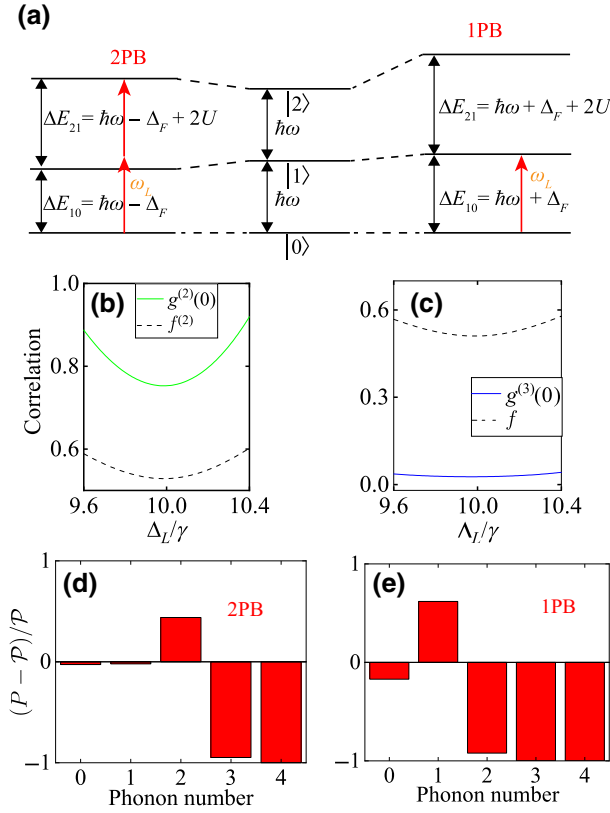 (a)
2PB
1PB
ΔE21= ħω – ΔF + 2U
|2⟩
ħω
ΔE21= ħω + ΔF + 2U
ωL
|1⟩
ωL
ΔE10= ħω – ΔF
ħω
ΔE10= ħω + ΔF
|0⟩
(b)
(c)
1.0
0.8
0.6
Correlation
g(2)(0)
f(2)
9.6 10.0 10.4
ΔL/γ
0.6
0.3
0.0
g(3)(0)
f
9.6 10.0 10.4
ΛL/γ
(d)
(e)
1
0
−1
(P − 𝒫)/𝒫
2PB
0 1 2 3 4
Phonon number
1
0
−1
1PB
0 1 2 3 4
Phonon number